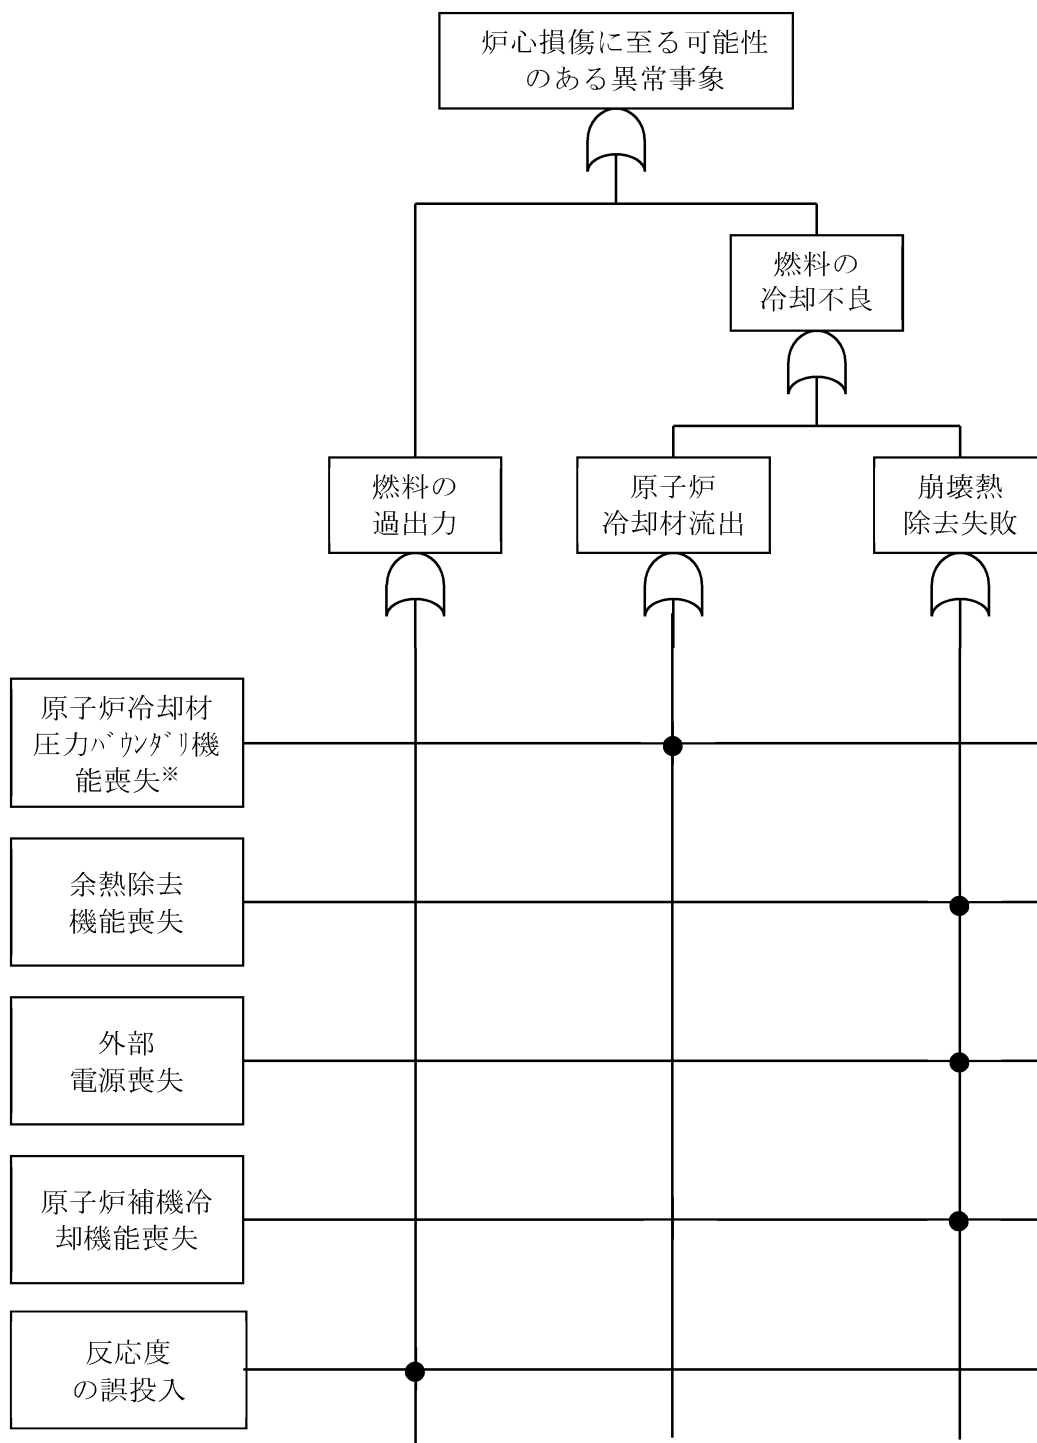 炉心損傷に至る可能性
のある異常事象
燃料の
冷却不良
燃料の
過出力
原子炉
冷却材流出
崩壊熱
除去失敗
原子炉冷却材
圧力ﾊﾞｳﾝﾀﾞﾘ機
能喪失※
余熱除去
機能喪失
外部
電源喪失
原子炉補機冷
却機能喪失
反応度
の誤投入